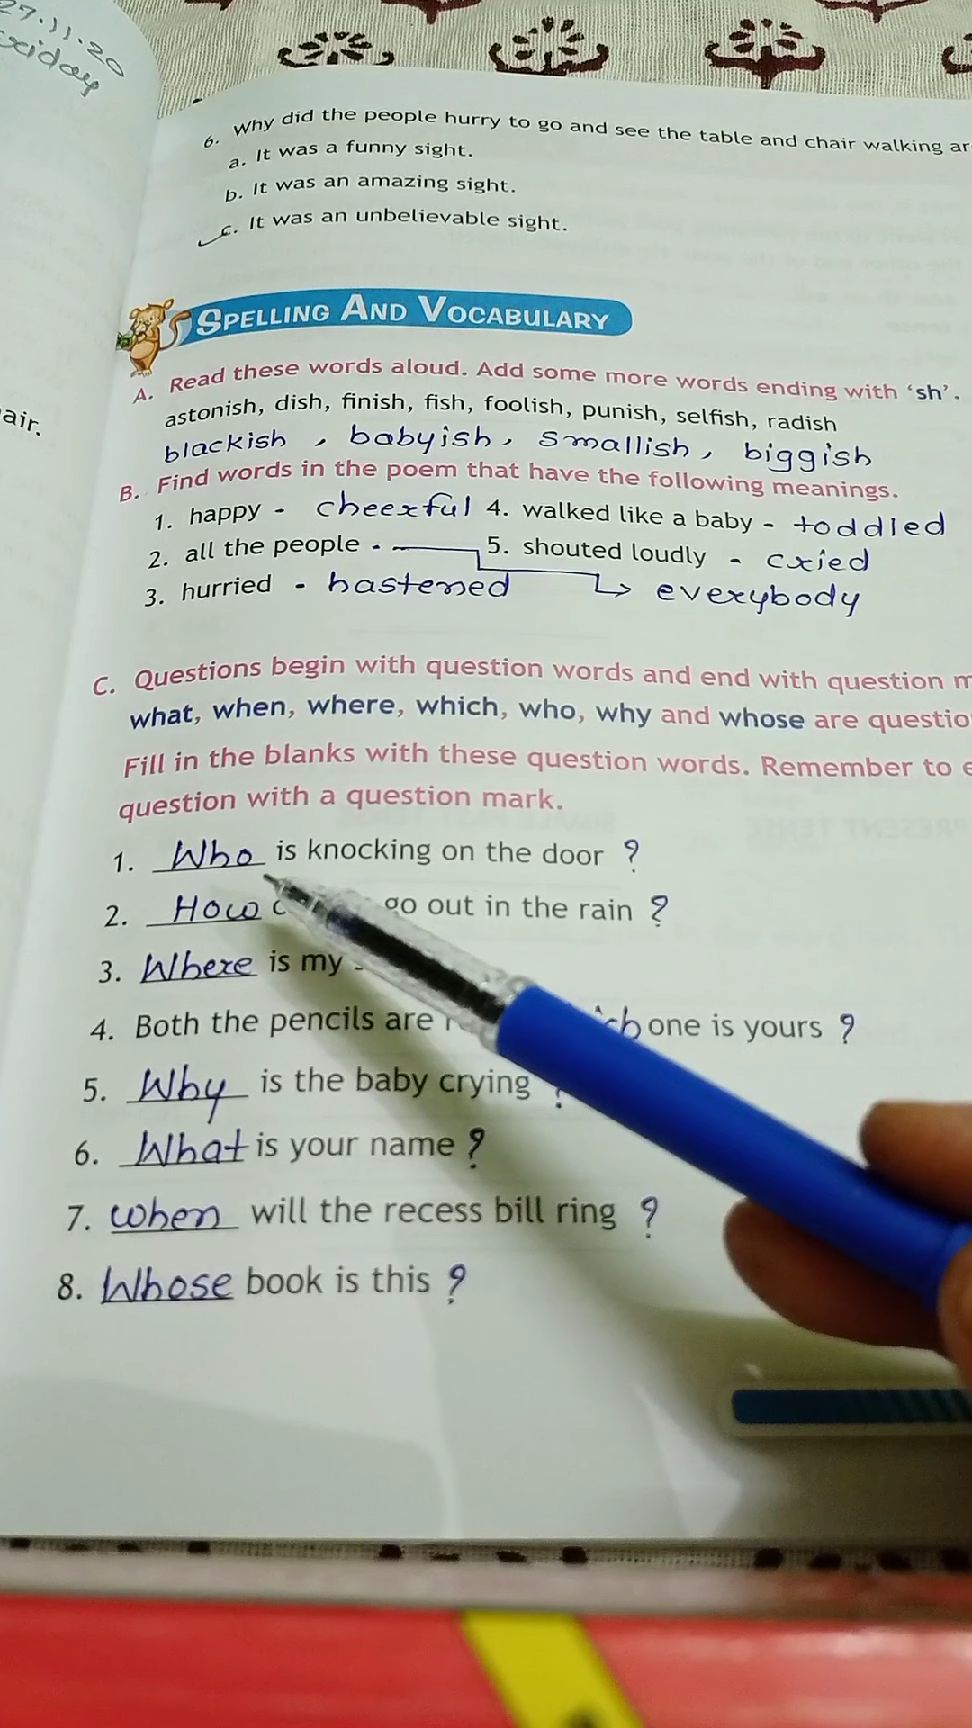 27.11.20
6. Why did the people hurry to go and see the table and chair walking
a. It was a funny sight.
b. It was an amazing sight.
c. It was an unbelievable sight.
SPELLING AND VOCABULARY
A. Read these words aloud. Add some more words ending with ‘sh’.
astonish, dish, finish, fish, foolish, punish, selfish, radish
blackish, babyish, smallish, biggish
air.
B. Find words in the poem that have the following meanings.
1. happy - cheerful 4. walked like a baby - toddled
2. all the people - 5. shouted loudly - cried
3. hurried - hastened everybody
C. Questions begin with question words and end with question
what, when, where, which, who, why and whose are
Fill in the blanks with these question words. Remember to
question with a question mark.
1. Who is knocking on the door ?
2. How go out in the rain ?
3. Where is my
4. Both the pencils are one is yours ?
5. Why is the baby crying ?
6. What is your name ?
7. when will the recess bill ring ?
8. Whose book is this ?